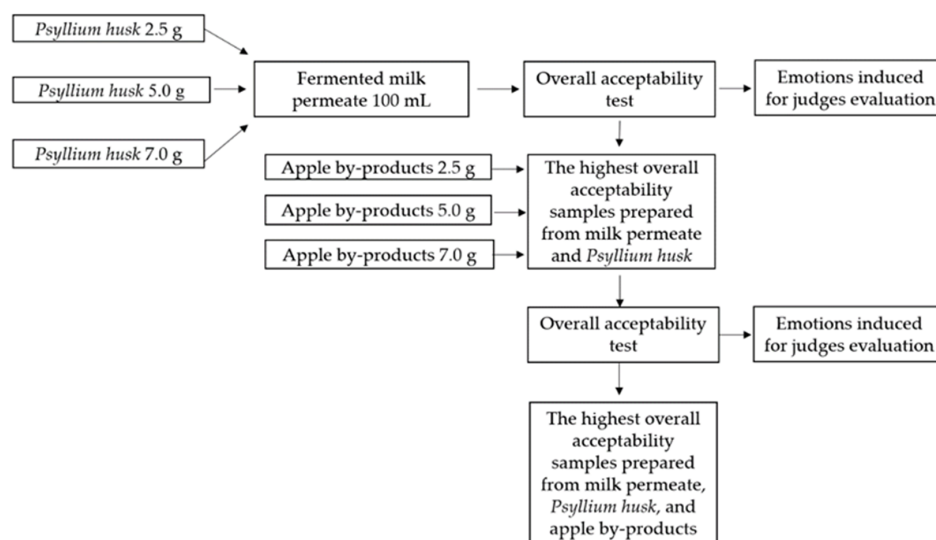 Psyllium husk 2.5 g
Psyllium husk 5.0 g
Psyllium husk 7.0 g
Fermented milk
permeate 100 mL
Overall acceptability
test
Emotions induced
for judges evaluation
Apple by-products 2.5 g
Apple by-products 5.0 g
Apple by-products 7.0 g
The highest overall
acceptability
samples prepared
from milk permeate
and Psyllium husk
Overall acceptability
test
Emotions induced
for judges evaluation
The highest overall
acceptability
samples prepared
from milk permeate,
Psyllium husk, and
apple by-products